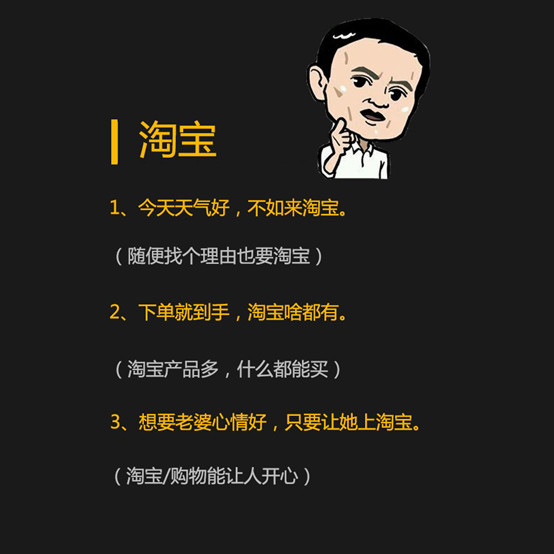 淘宝
1、今天天气好，不如来淘宝。
（随便找个理由也要淘宝）
2、下单就到手，淘宝啥都有。
（淘宝产品多，什么都能买）
3、想要老婆心情好，只要让她上淘宝。
（淘宝/购物能让人开心）